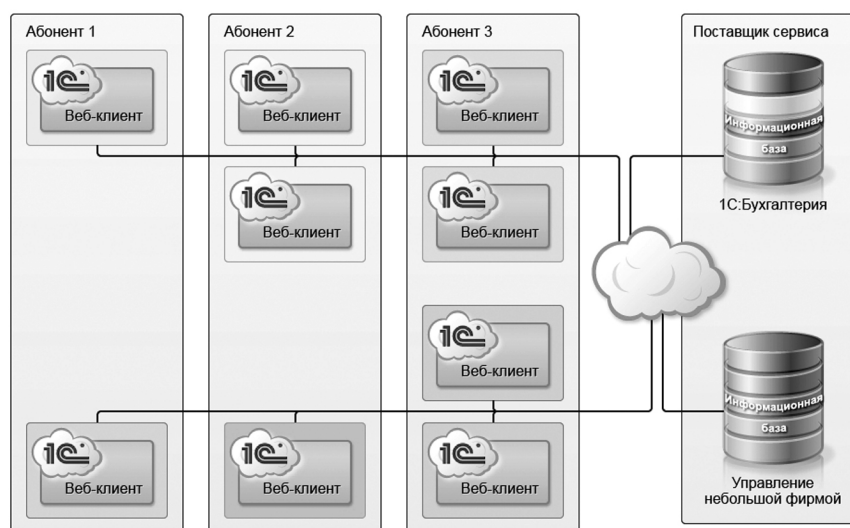 Абонент 1
Абонент 2
Абонент 3
Поставщик сервиса
1С
Веб-клиент
1С
Веб-клиент
1С
Веб-клиент
Информационная
база
1С:Бухгалтерия
1С
Веб-клиент
1С
Веб-клиент
1С
Веб-клиент
Информационная
база
1С
Веб-клиент
1С
Веб-клиент
1С
Веб-клиент
Управление
небольшой фирмой